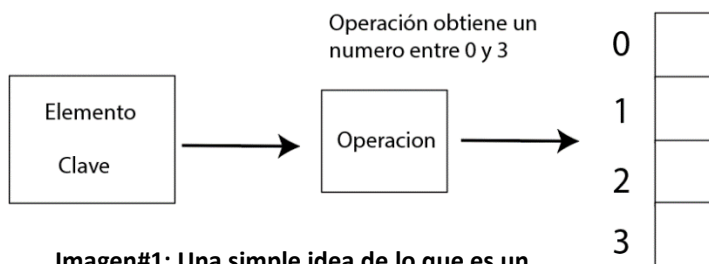 Operación obtiene un
numero entre 0 y 3
Elemento
Clave
Operacion
0
1
2
3
Imagen#1: Una simple idea de lo que es un